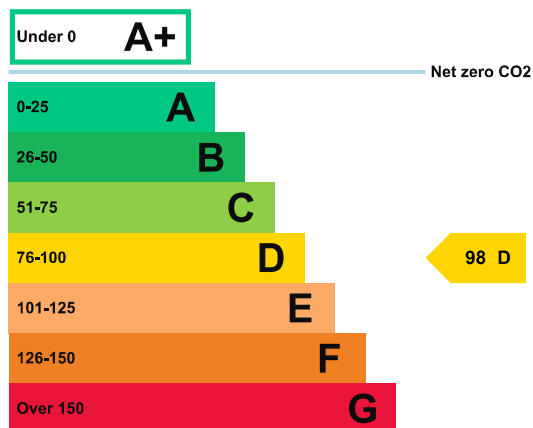 Under 0 A+
Net zero CO2
0-25 A
26-50 B
51-75 C
76-100 D
98 D
101-125 E
126-150 F
Over 150 G